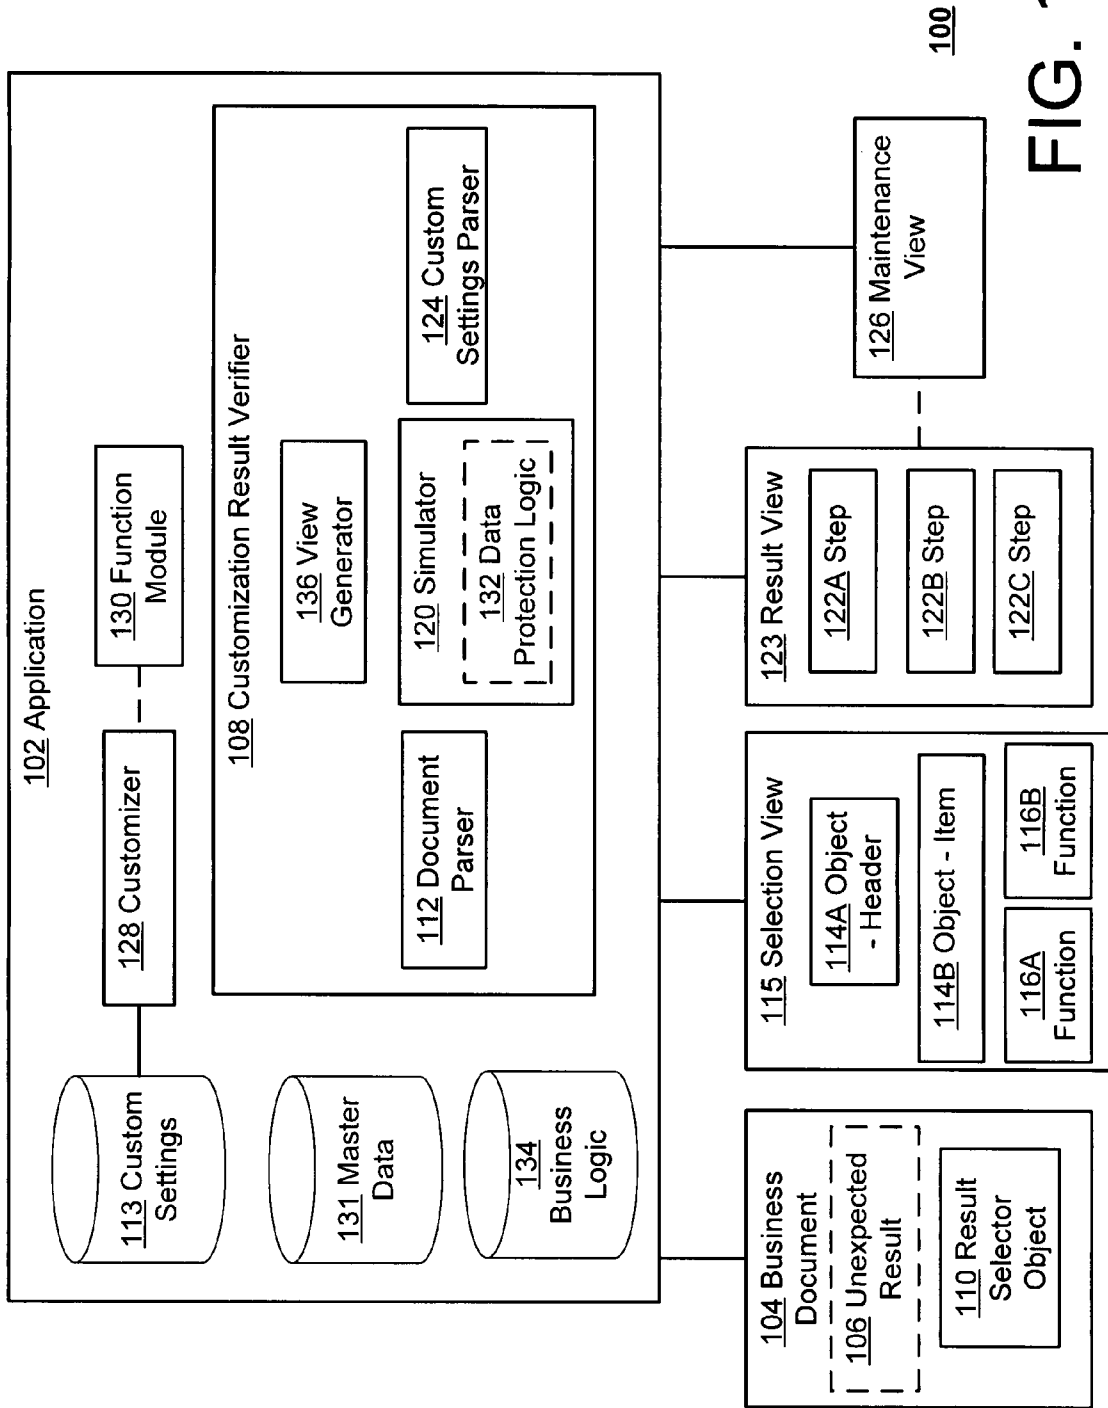 102 Application
113 Custom
Settings
128 Customizer
130 Function
Module
131 Master
Data
134
Business
Logic
108 Customization Result Verifier
136 View
Generator
112 Document
Parser
120 Simulator
132 Data
Protection Logic
124 Custom
Settings Parser
104 Business
Document
106 Unexpected
Result
110 Result
Selector
Object
115 Selection View
114A Object
- Header
114B Object - Item
116A
Function
116B
Function
123 Result View
122A Step
122B Step
122C Step
126 Maintenance
View
100
FIG.